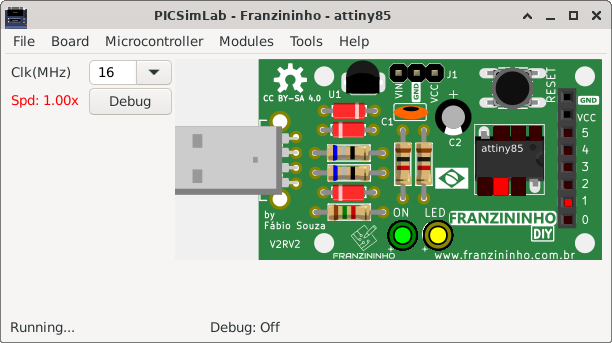 PICSimLab - Franzininho - attiny85
File Board Microcontroller Modules Tools Help
Clk(MHz) 16
Spd: 1.00x Debug
CC BY-SA 4.0
U1
VIN
GND
VCC
J1
RESET
C1
+
C2
attiny85
GND
VCC
5
4
3
2
1
0
by
Fábio Souza
V2RV2
FRANZININHO
ON LED
+ +
FRANZININHO
DIY
www.franzininho.com.br
Running... Debug: Off